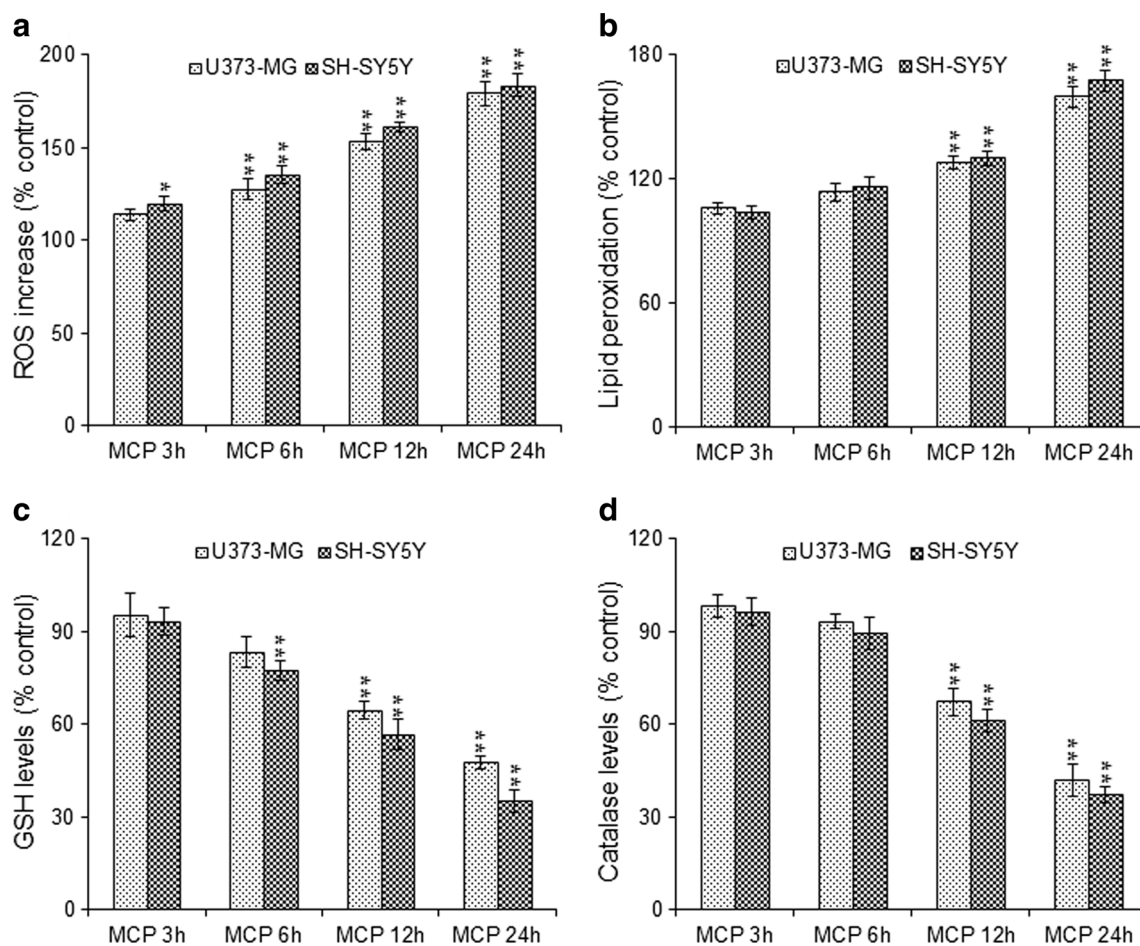 a
200
150
100
50
0
ROS increase (% control)
U373-MG SH-SY5Y
* ** ** ** ** ** **
MCP 3h MCP 6h MCP 12h MCP 24h
b
180
120
60
0
Lipid peroxidation (% control)
U373-MG SH-SY5Y
** ** ** **
MCP 3h MCP 6h MCP 12h MCP 24h
c
120
90
60
30
0
GSH levels (% control)
U373-MG SH-SY5Y
** ** ** ** **
MCP 3h MCP 6h MCP 12h MCP 24h
d
120
90
60
30
0
Catalase levels (% control)
U373-MG SH-SY5Y
** ** ** **
MCP 3h MCP 6h MCP 12h MCP 24h